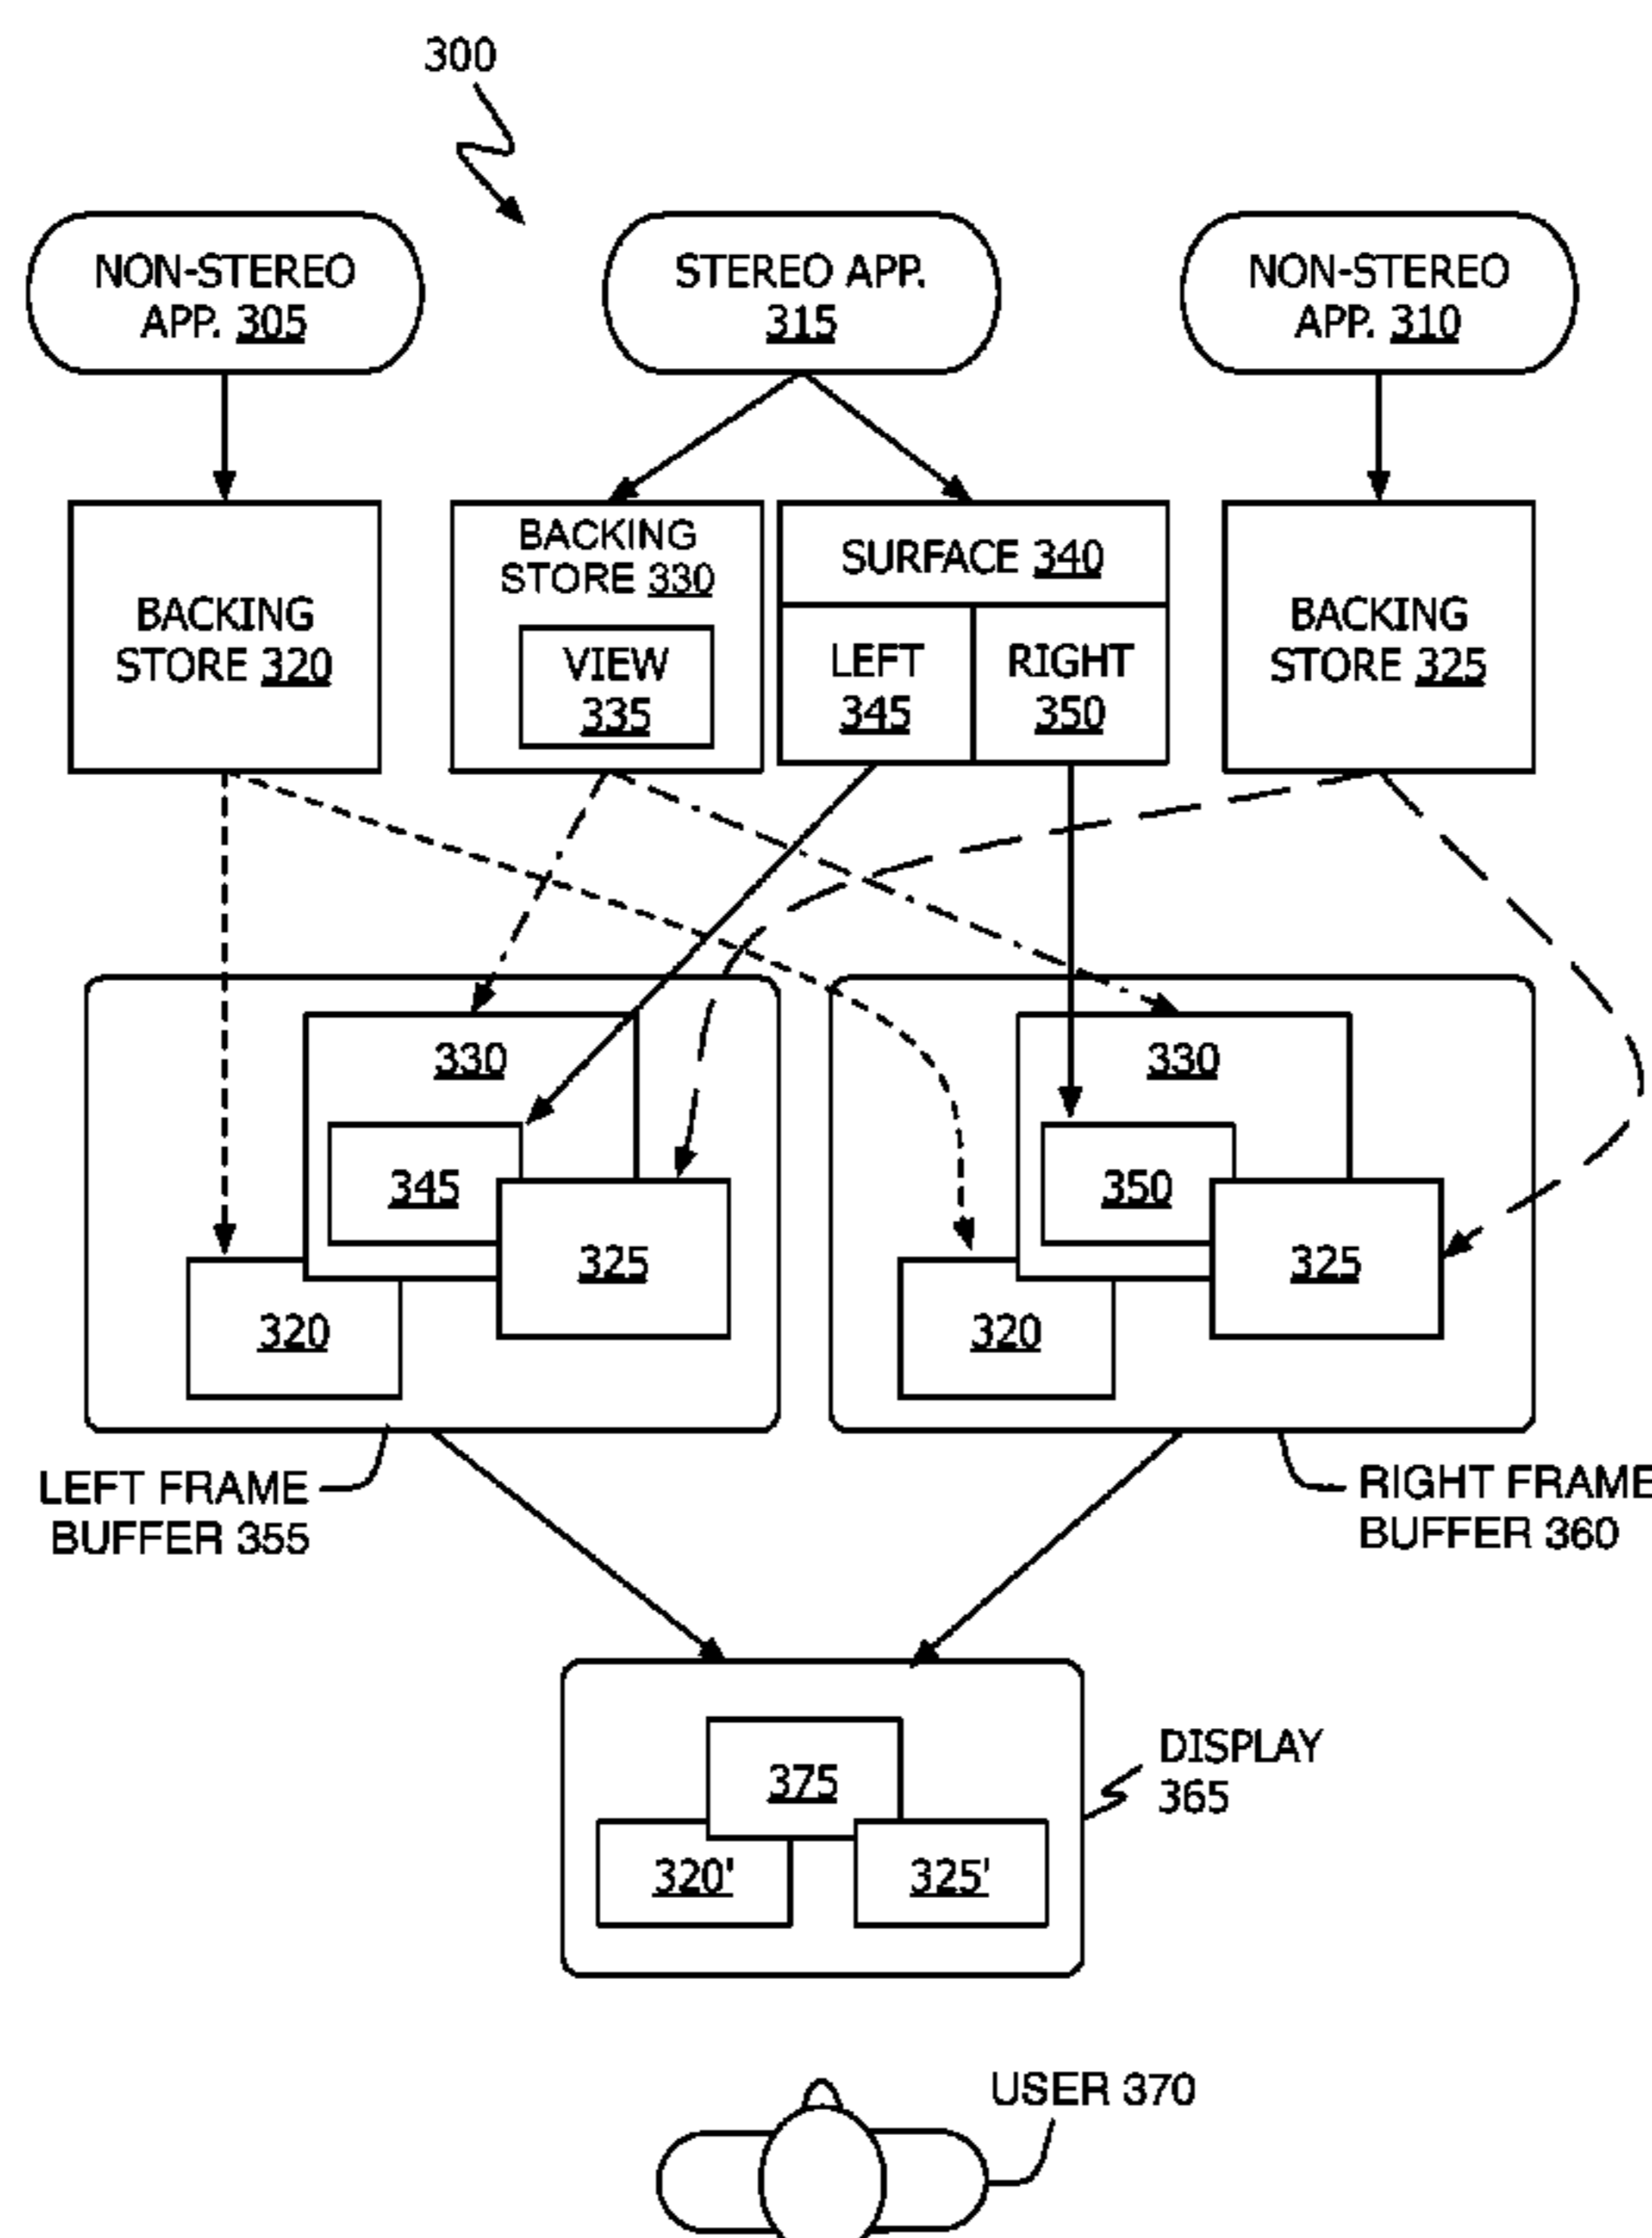 300
NON-STEREO
APP. 305
STEREO APP.
315
NON-STEREO
APP. 310
BACKING
STORE 320
BACKING
STORE 330
VIEW
335
SURFACE 340
LEFT
345
RIGHT
350
BACKING
STORE 325
330
345
325
320
330
350
325
320
LEFT FRAME
BUFFER 355
RIGHT FRAME
BUFFER 360
375
320'
325'
DISPLAY
365
USER 370